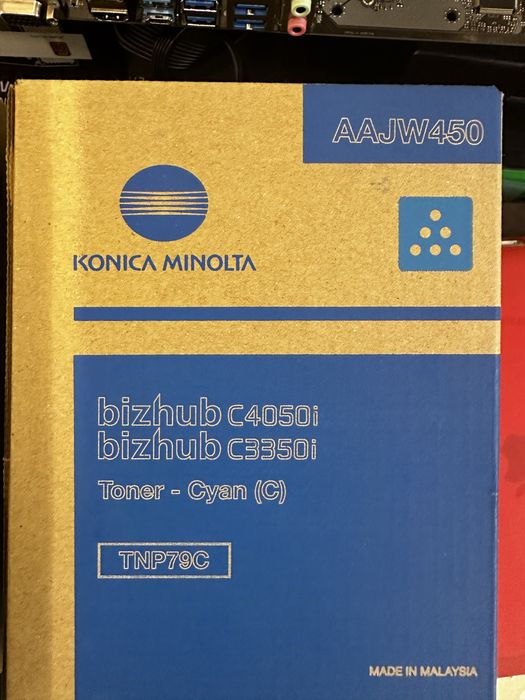 AAJW450
KONICA MINOLTA
bizhub C4050i
bizhub C3350i
Toner - Cyan (C)
TNP79C
MADE IN MALAYSIA